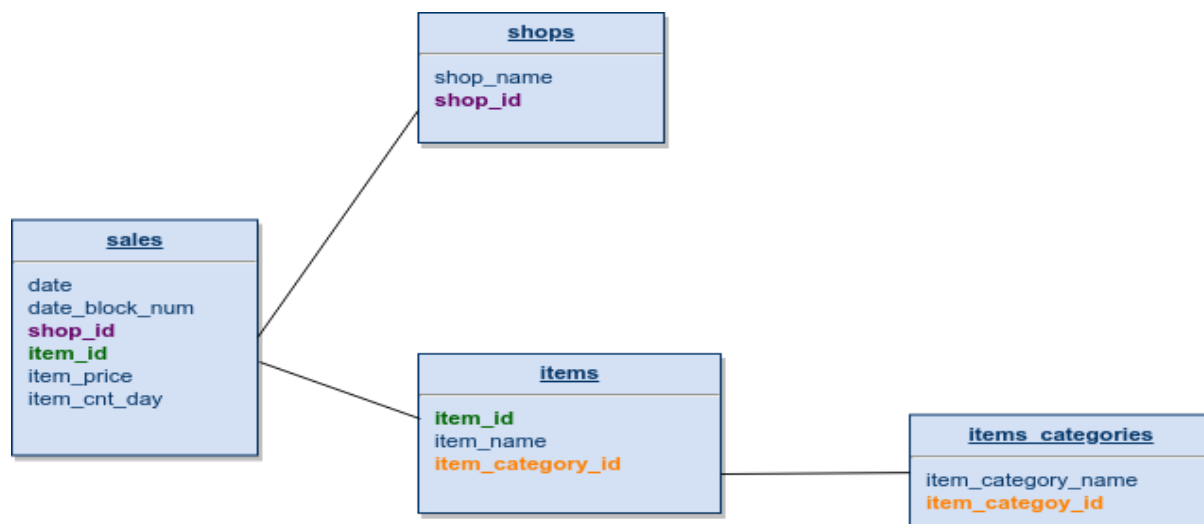 shops
shop_name
shop_id
sales
date
date_block_num
shop_id
item_id
item_price
item_cnt_day
items
item_id
item_name
item_category_id
items_categories
item_category_name
item_categoy_id